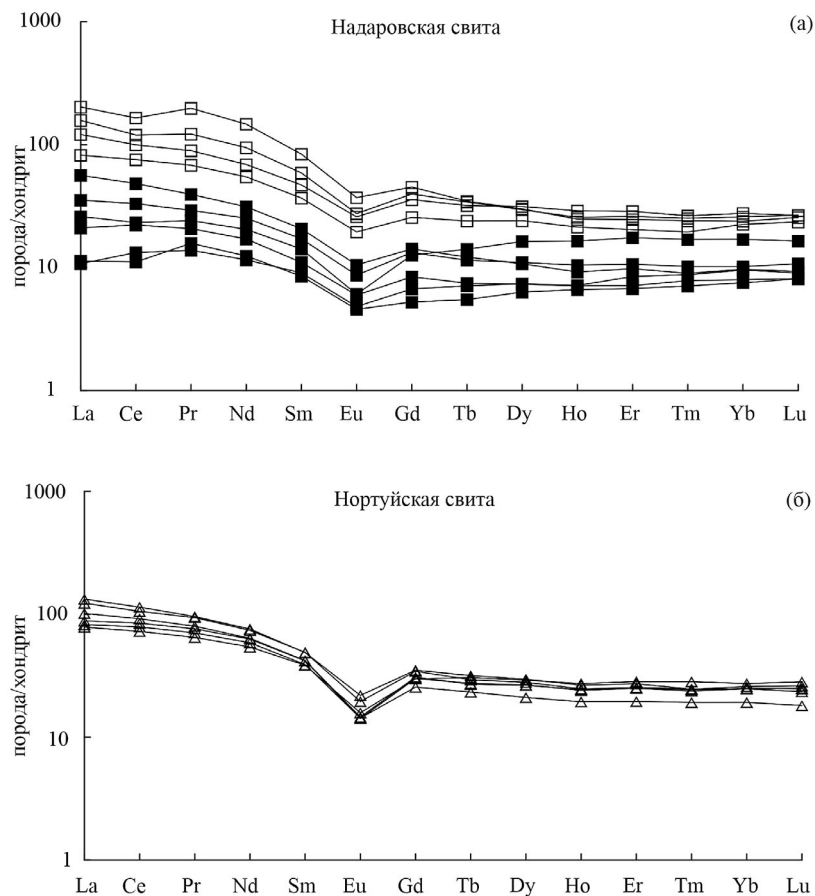 1000
Надаровская свита
(а)
100
порода/хондрит
10
1
La Ce Pr Nd Sm Eu Gd Tb Dy Ho Er Tm Yb Lu
1000
Нортуйская свита
(б)
100
порода/хондрит
10
1
La Ce Pr Nd Sm Eu Gd Tb Dy Ho Er Tm Yb Lu